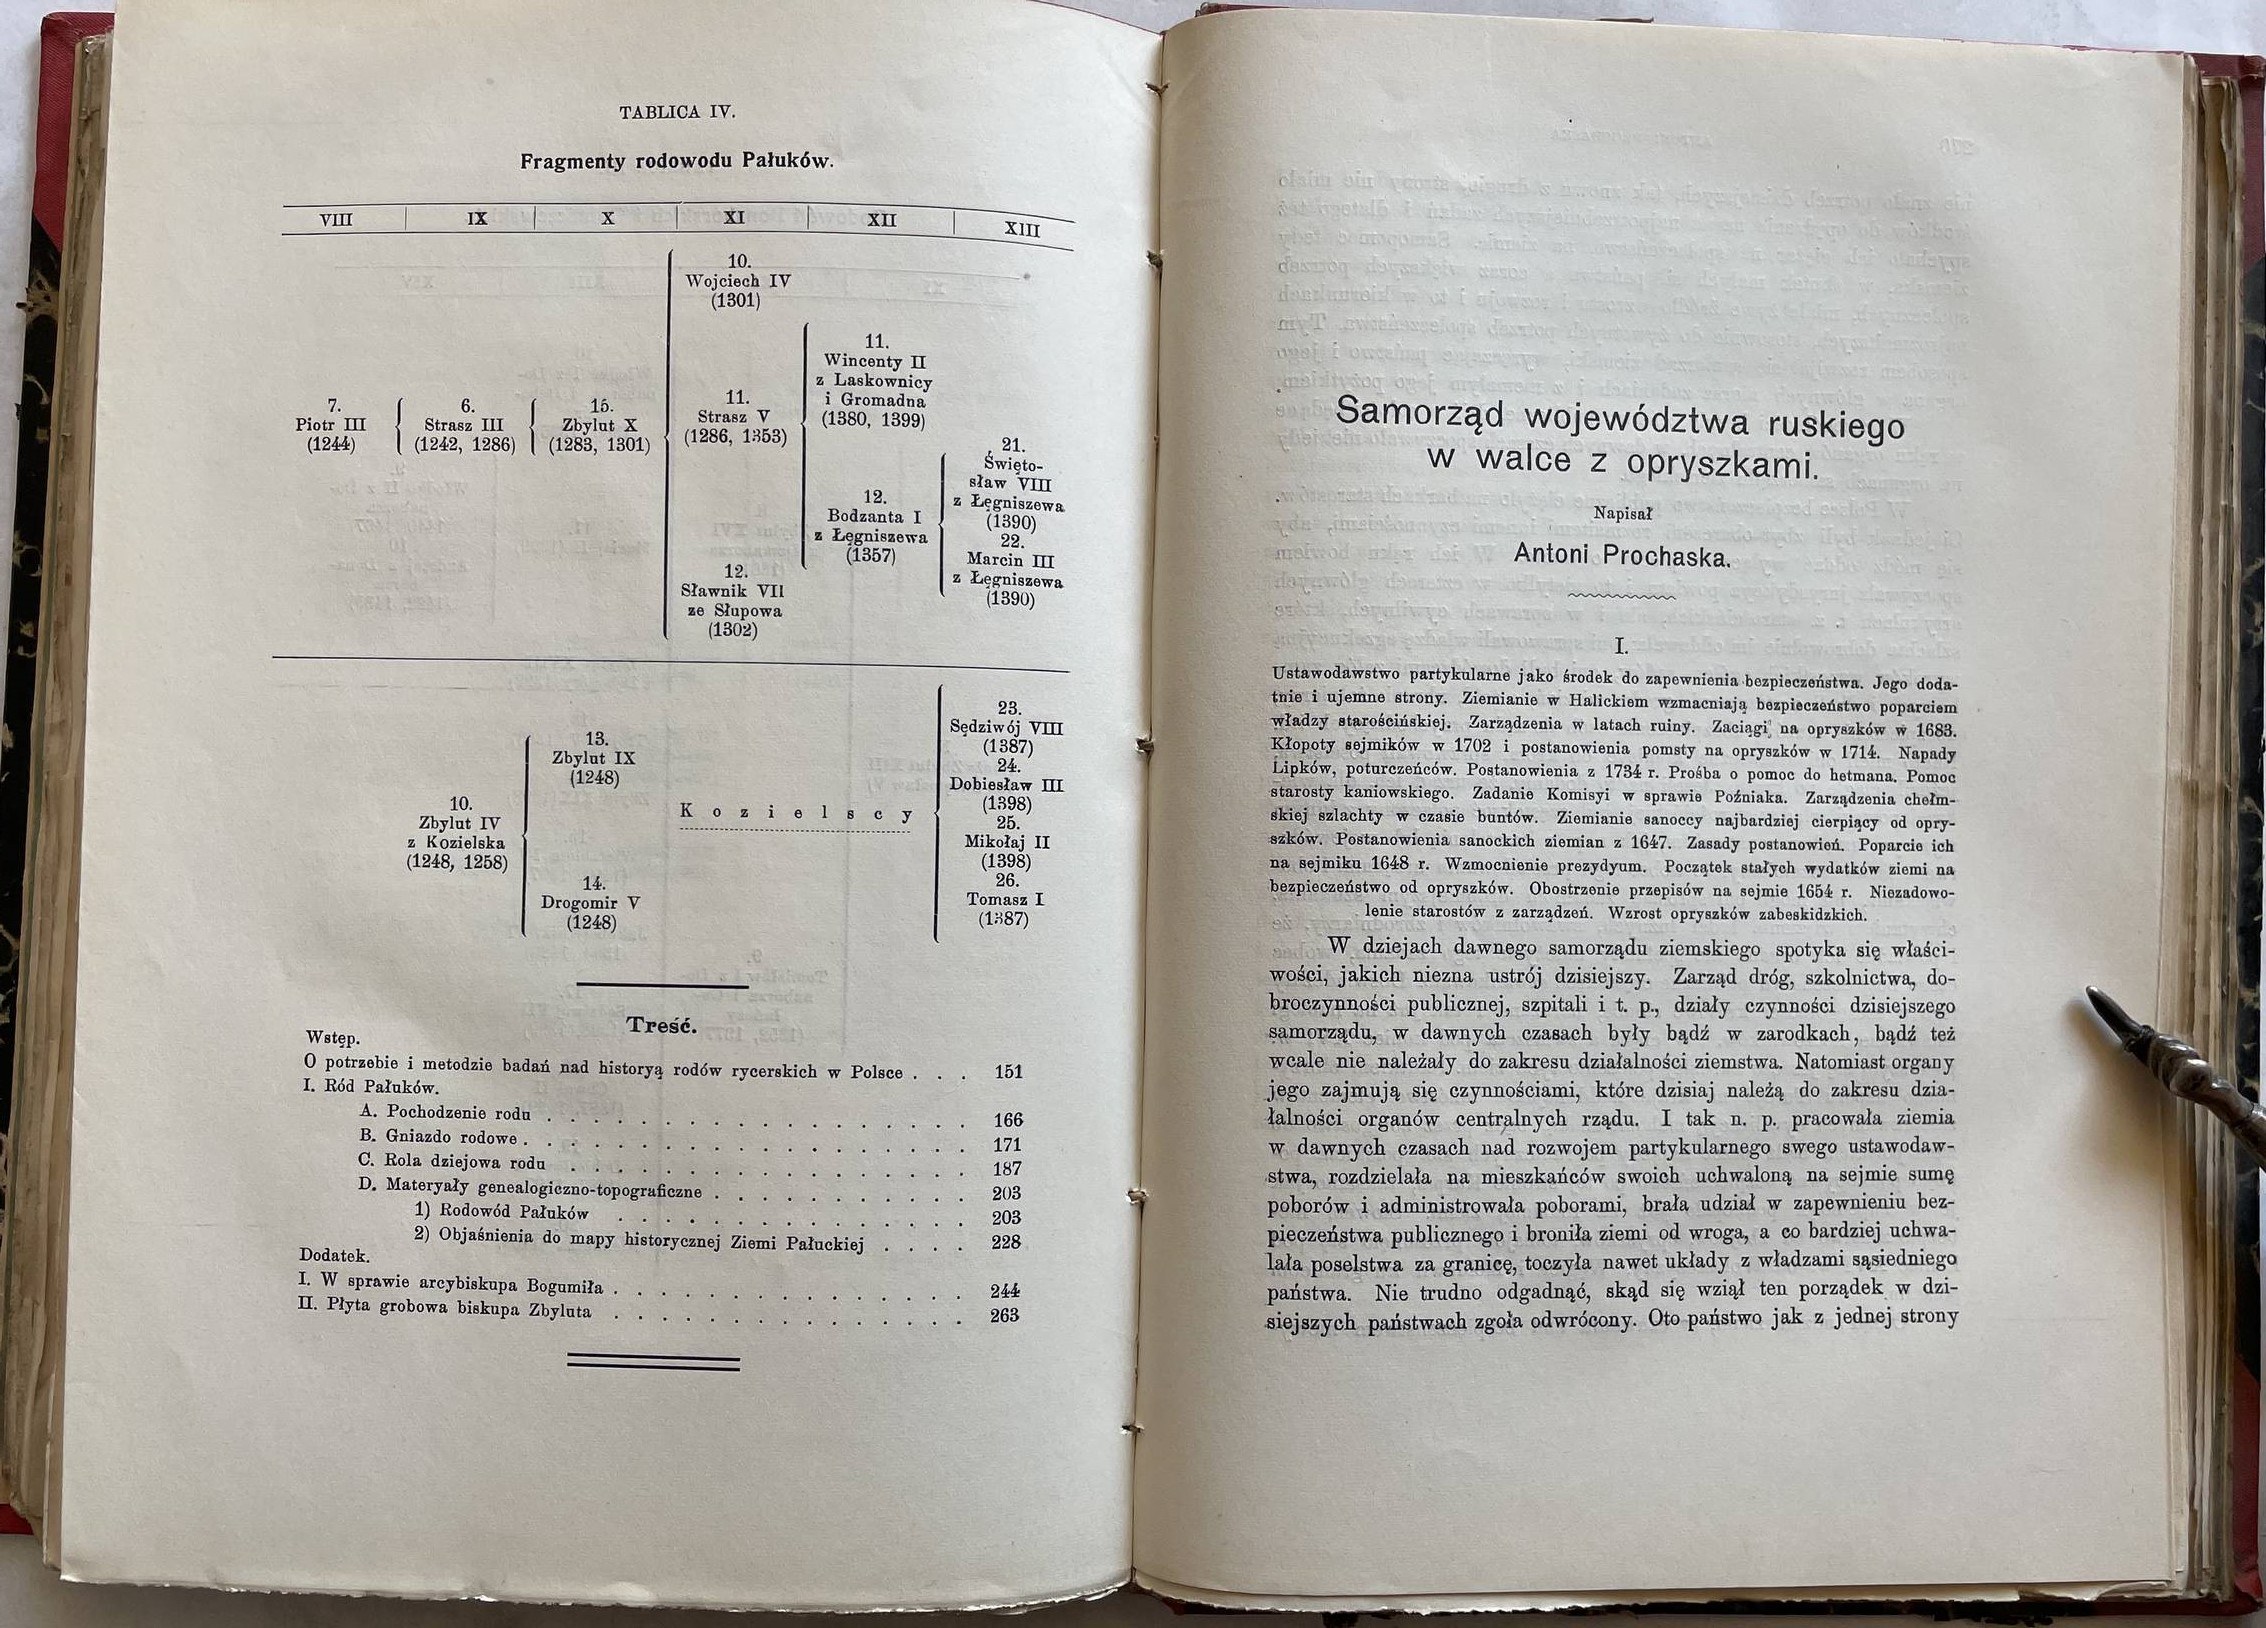 TABLICA IV.
Fragmenty rodowodu Pałuków.
VIII IX X XI XII XIII
10.
Wojciech IV
(1301)
11.
Wincenty II
z Laskownicy
i Gromadna
(1380, 1399)
7.
Piotr III
(1244)
6.
Strasz III
(1242, 1286)
15.
Zbylut X
(1283, 1301)
11.
Strasz V
(1286, 1353)
21.
Święto-
sław VIII
z Łęgniszewa
(1390)
22.
Marcin III
z Łęgniszewa
(1390)
12.
Bodzanta I
z Łęgniszewa
(1357)
12.
Sławnik VII
ze Słupowa
(1302)
10.
Zbylut IV
z Kozielska
(1248, 1258)
13.
Zbylut IX
(1248)
14.
Drogomir V
(1248)
Kozielscy
23.
Sędziwój VIII
(1387)
24.
Dobiesław III
(1398)
25.
Mikołaj II
(1398)
26.
Tomasz I
(1387)
Treść.
Wstęp.
O potrzebie i metodzie badań nad historyą rodów rycerskich w Polsce . . . 151
I. Ród Pałuków.
A. Pochodzenie rodu . . . 166
B. Gniazdo rodowe . . . 171
C. Rola dziejowa rodu . . . 187
D. Materyały genealogiczno-topograficzne . . . 203
1) Rodowód Pałuków . . . 203
2) Objaśnienia do mapy historycznej Ziemi Pałuckiej . . . . 228
Dodatek.
I. W sprawie arcybiskupa Bogumiła . . . 244
II. Płyta grobowa biskupa Zbyluta . . . 263
Samorząd województwa ruskiego
w walce z opryszkami.
Napisał
Antoni Prochaska.
I.
Ustawodawstwo partykularne jako środek do zapewnienia bezpieczeństwa. Jego doda-
tnie i ujemne strony. Ziemianie w Halickiem wzmacniają bezpieczeństwo poparciem
władzy starościńskiej. Zarządzenia w latach ruiny. Zaciągi na opryszków w 1683.
Kłopoty sejmików w 1702 i postanowienia pomsty na opryszków w 1714. Napady
Lipków, poturczeńców. Postanowienia z 1734 r. Prośba o pomoc do hetmana. Pomoc
starosty kaniowskiego. Zadanie Komisyi w sprawie Poźniaka. Zarządzenia chełm-
skiej szlachty w czasie buntów. Ziemianie sanoccy najbardziej cierpiący od opry-
szków. Postanowienia sanockich ziemian z 1647. Zasady postanowień. Poparcie ich
na sejmiku 1648 r. Wzmocnienie prezydyum. Początek stałych wydatków ziemi na
bezpieczeństwo od opryszków. Obostrzenie przepisów na sejmie 1654 r. Niezadowo-
lenie starostów z zarządzeń. Wzrost opryszków zabeskidzkich.
W dziejach dawnego samorządu ziemskiego spotyka się właści-
wości, jakich niezna ustrój dzisiejszy. Zarząd dróg, szkolnictwa, do-
broczynności publicznej, szpitali i t. p., działy czynności dzisiejszego
samorządu, w dawnych czasach były bądź w zarodkach, bądź też
wcale nie należały do zakresu działalności ziemstwa. Natomiast organy
jego zajmują się czynnościami, które dzisiaj należą do zakresu dzia-
łalności organów centralnych rządu. I tak n. p. pracowała ziemia
w dawnych czasach nad rozwojem partykularnego swego ustawodaw-
stwa, rozdzielała na mieszkańców swoich uchwaloną na sejmie sumę
poborów i administrowała poborami, brała udział w zapewnieniu bez-
pieczeństwa publicznego i broniła ziemi od wroga, a co bardziej uchwa-
lała poselstwa za granicę, toczyła nawet układy z władzami sąsiedniego
państwa. Nie trudno odgadnąć, skąd się wziął ten porządek w dzi-
siejszych państwach zgoła odwrócony. Oto państwo jak z jednej strony